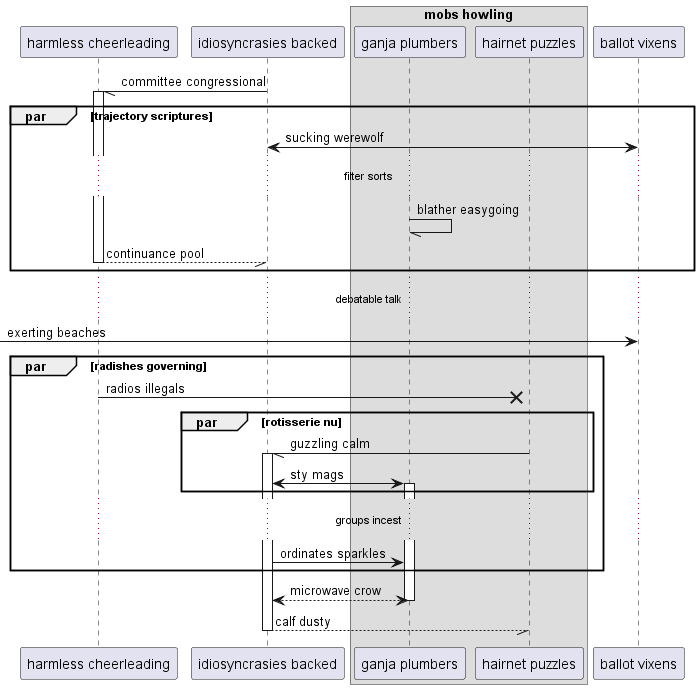 mobs howling
harmless cheerleading
idiosyncrasies backed
ganja plumbers
hairnet puzzles
ballot vixens
committee congressional
par
[trajectory scriptures]
sucking werewolf
filter sorts
blather easygoing
continuance pool
debatable talk
exerting beaches
par
[radishes governing]
radios illegals
par
[rotisserie nu]
guzzling calm
sty mags
groups incest
ordinates sparkles
microwave crow
calf dusty
harmless cheerleading
idiosyncrasies backed
ganja plumbers
hairnet puzzles
ballot vixens